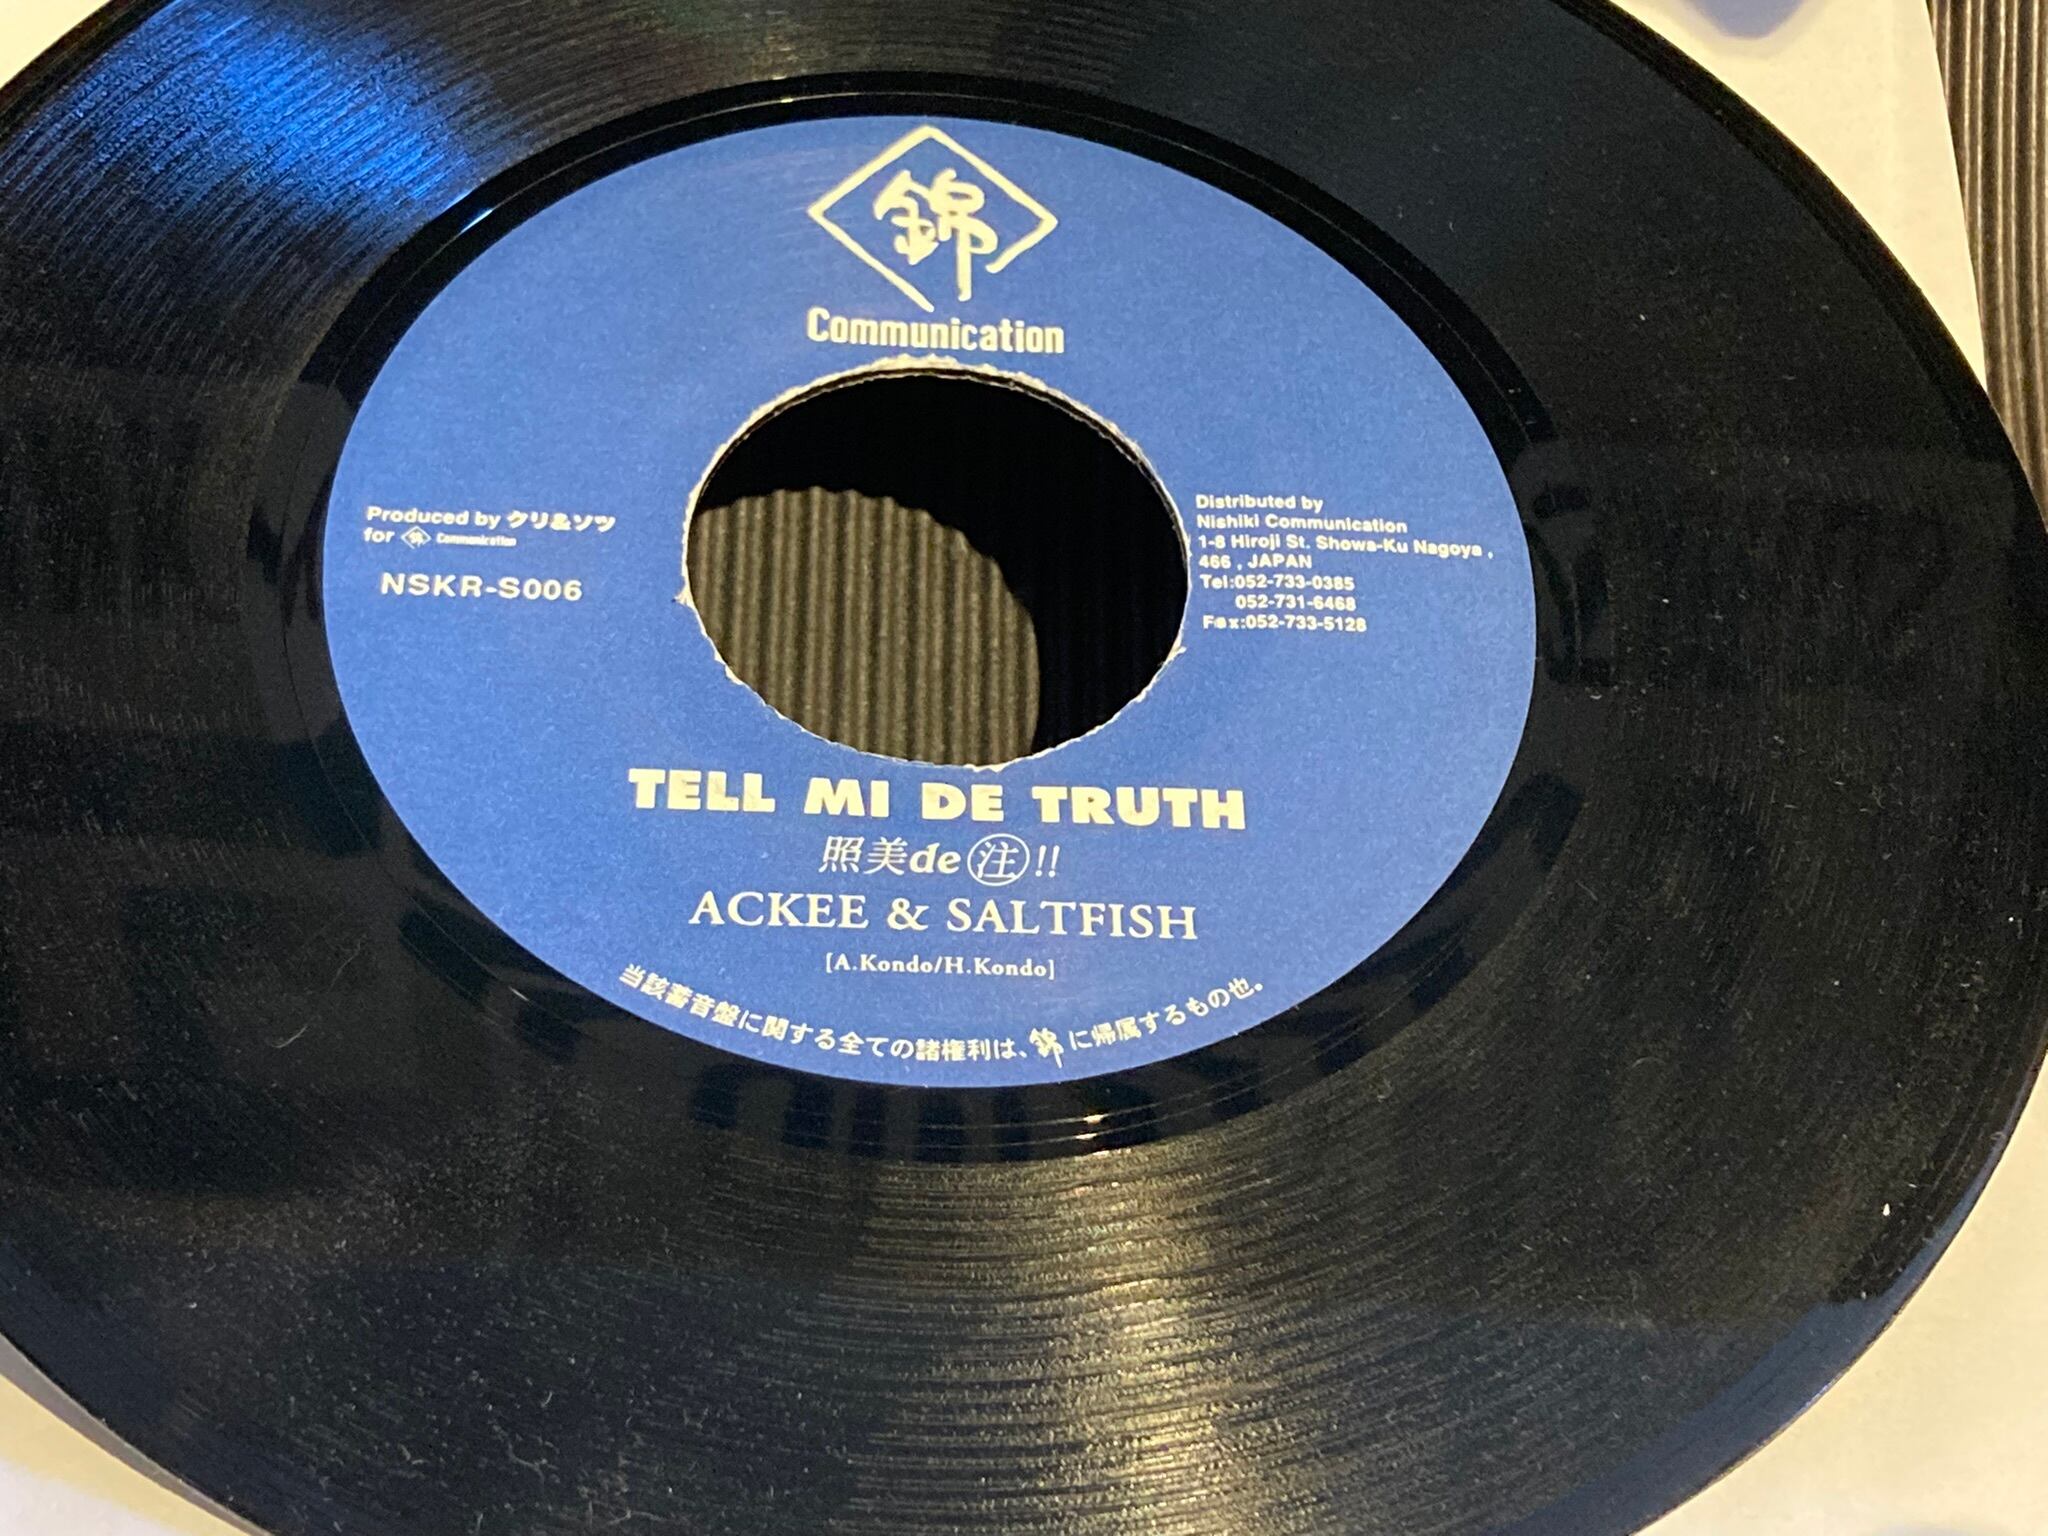 錦
Communication
Produced by クリ&ソツ
for 錦 Communication
NSKR-S006
Distributed by
Nishiki Communication
1-8 Hiroji St. Showa-Ku Nagoya ,
466 , JAPAN
Tel:052-733-0385
052-731-6468
Fax:052-733-5128
TELL MI DE TRUTH
照美de㊟!!
ACKEE & SALTFISH
[A.Kondo/H.Kondo]
当該蓄音盤に関する全ての諸権利は、錦に帰属するもの也。